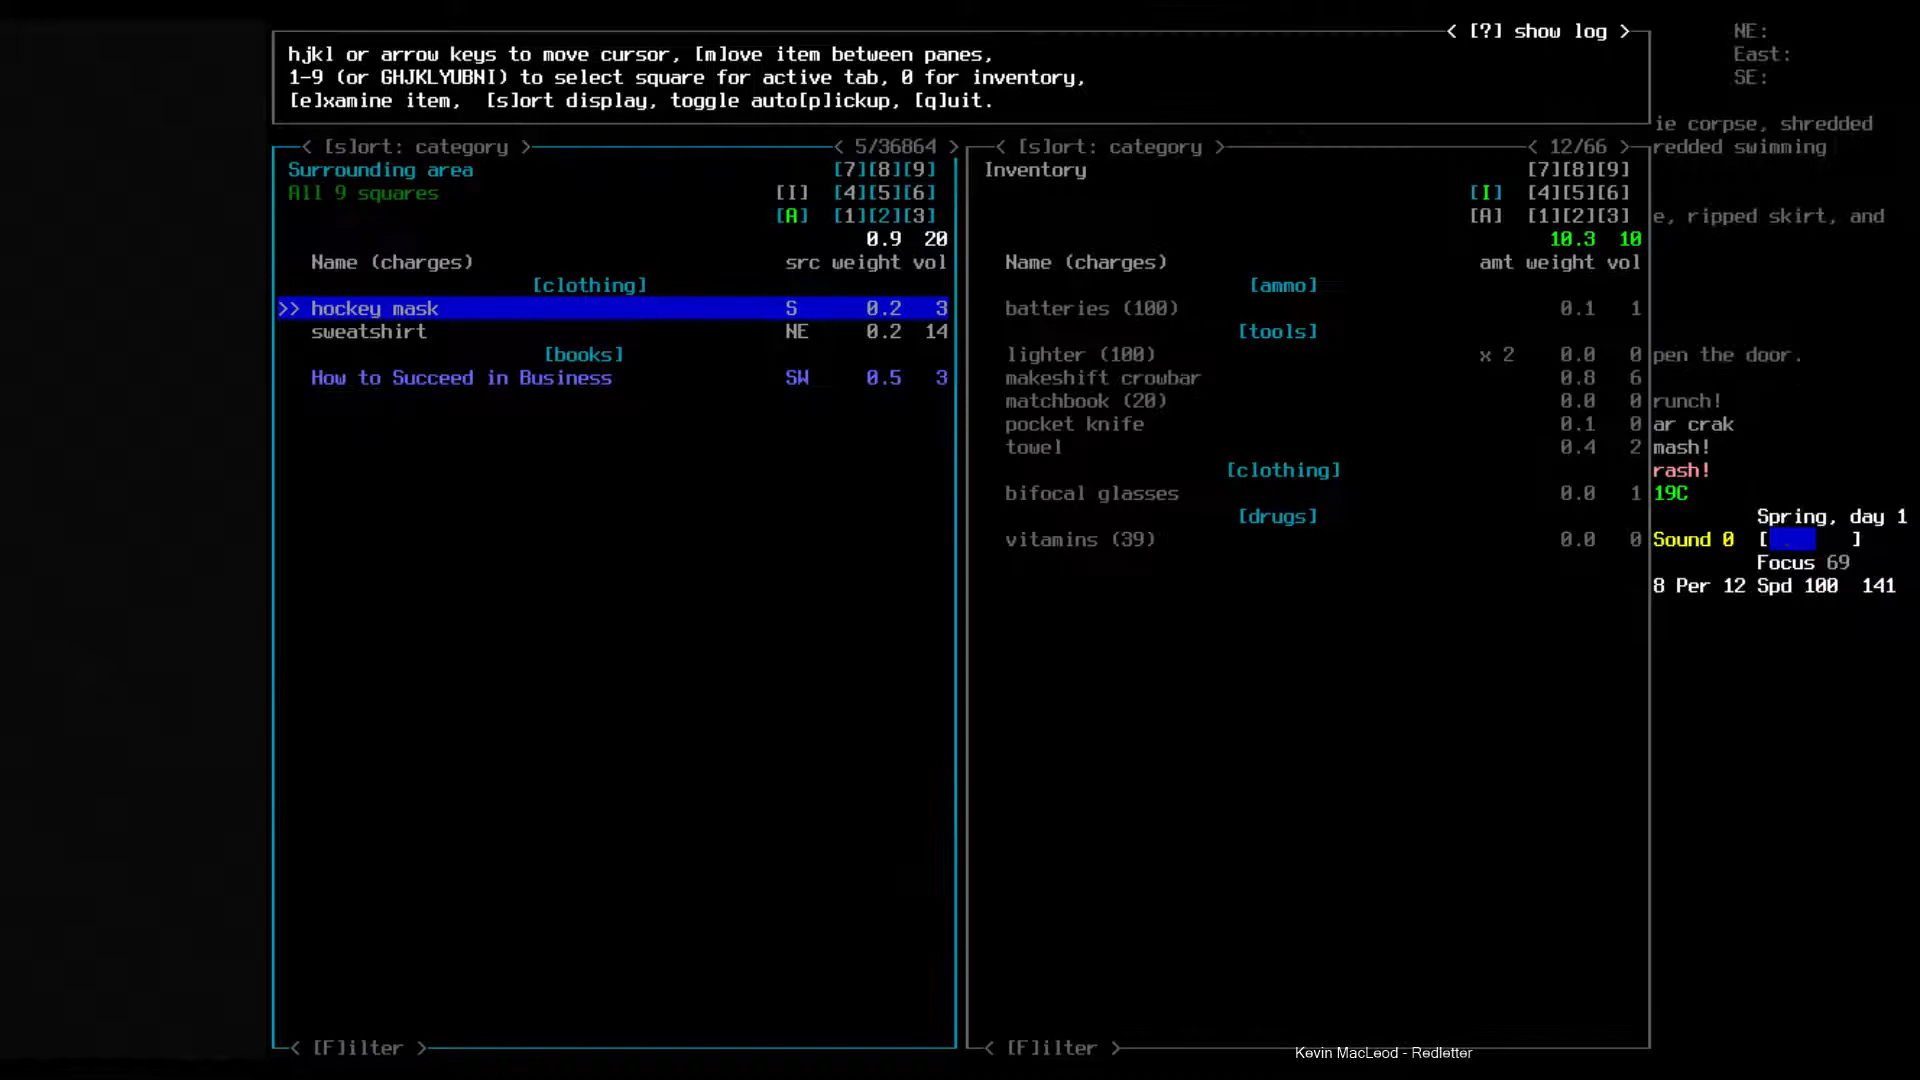 < [?] show log >
hjkl or arrow keys to move cursor, [m]ove item between panes,
1-9 (or GHJKLYUBNI) to select square for active tab, 0 for inventory,
[e]xamine item,  [s]ort display, toggle auto[p]ickup, [q]uit.
NE:
East:
SE:
< [s]ort: category > < 5/36864 >
Surrounding area [7][8][9]
All 9 squares [I] [4][5][6]
[A] [1][2][3]
0.9 20
Name (charges) src weight vol
[clothing]
>> hockey mask S 0.2 3
sweatshirt NE 0.2 14
[books]
How to Succeed in Business SW 0.5 3
< [F]ilter >
< [s]ort: category > < 12/66 >
Inventory [7][8][9]
[I] [4][5][6]
[A] [1][2][3]
10.3 10
Name (charges) amt weight vol
[ammo]
batteries (100) 0.1 1
[tools]
lighter (100) x 2 0.0 0
makeshift crowbar 0.8 6
matchbook (20) 0.0 0
pocket knife 0.1 0
towel 0.4 2
[clothing]
bifocal glasses 0.0 1
[drugs]
vitamins (39) 0.0 0
< [F]ilter >
ie corpse, shredded
redded swimming
e, ripped skirt, and
pen the door.
runch!
ar crak
mash!
rash!
19C
Spring, day 1
Sound 0 [ ]
Focus 69
8 Per 12 Spd 100 141
Kevin MacLeod - Redletter